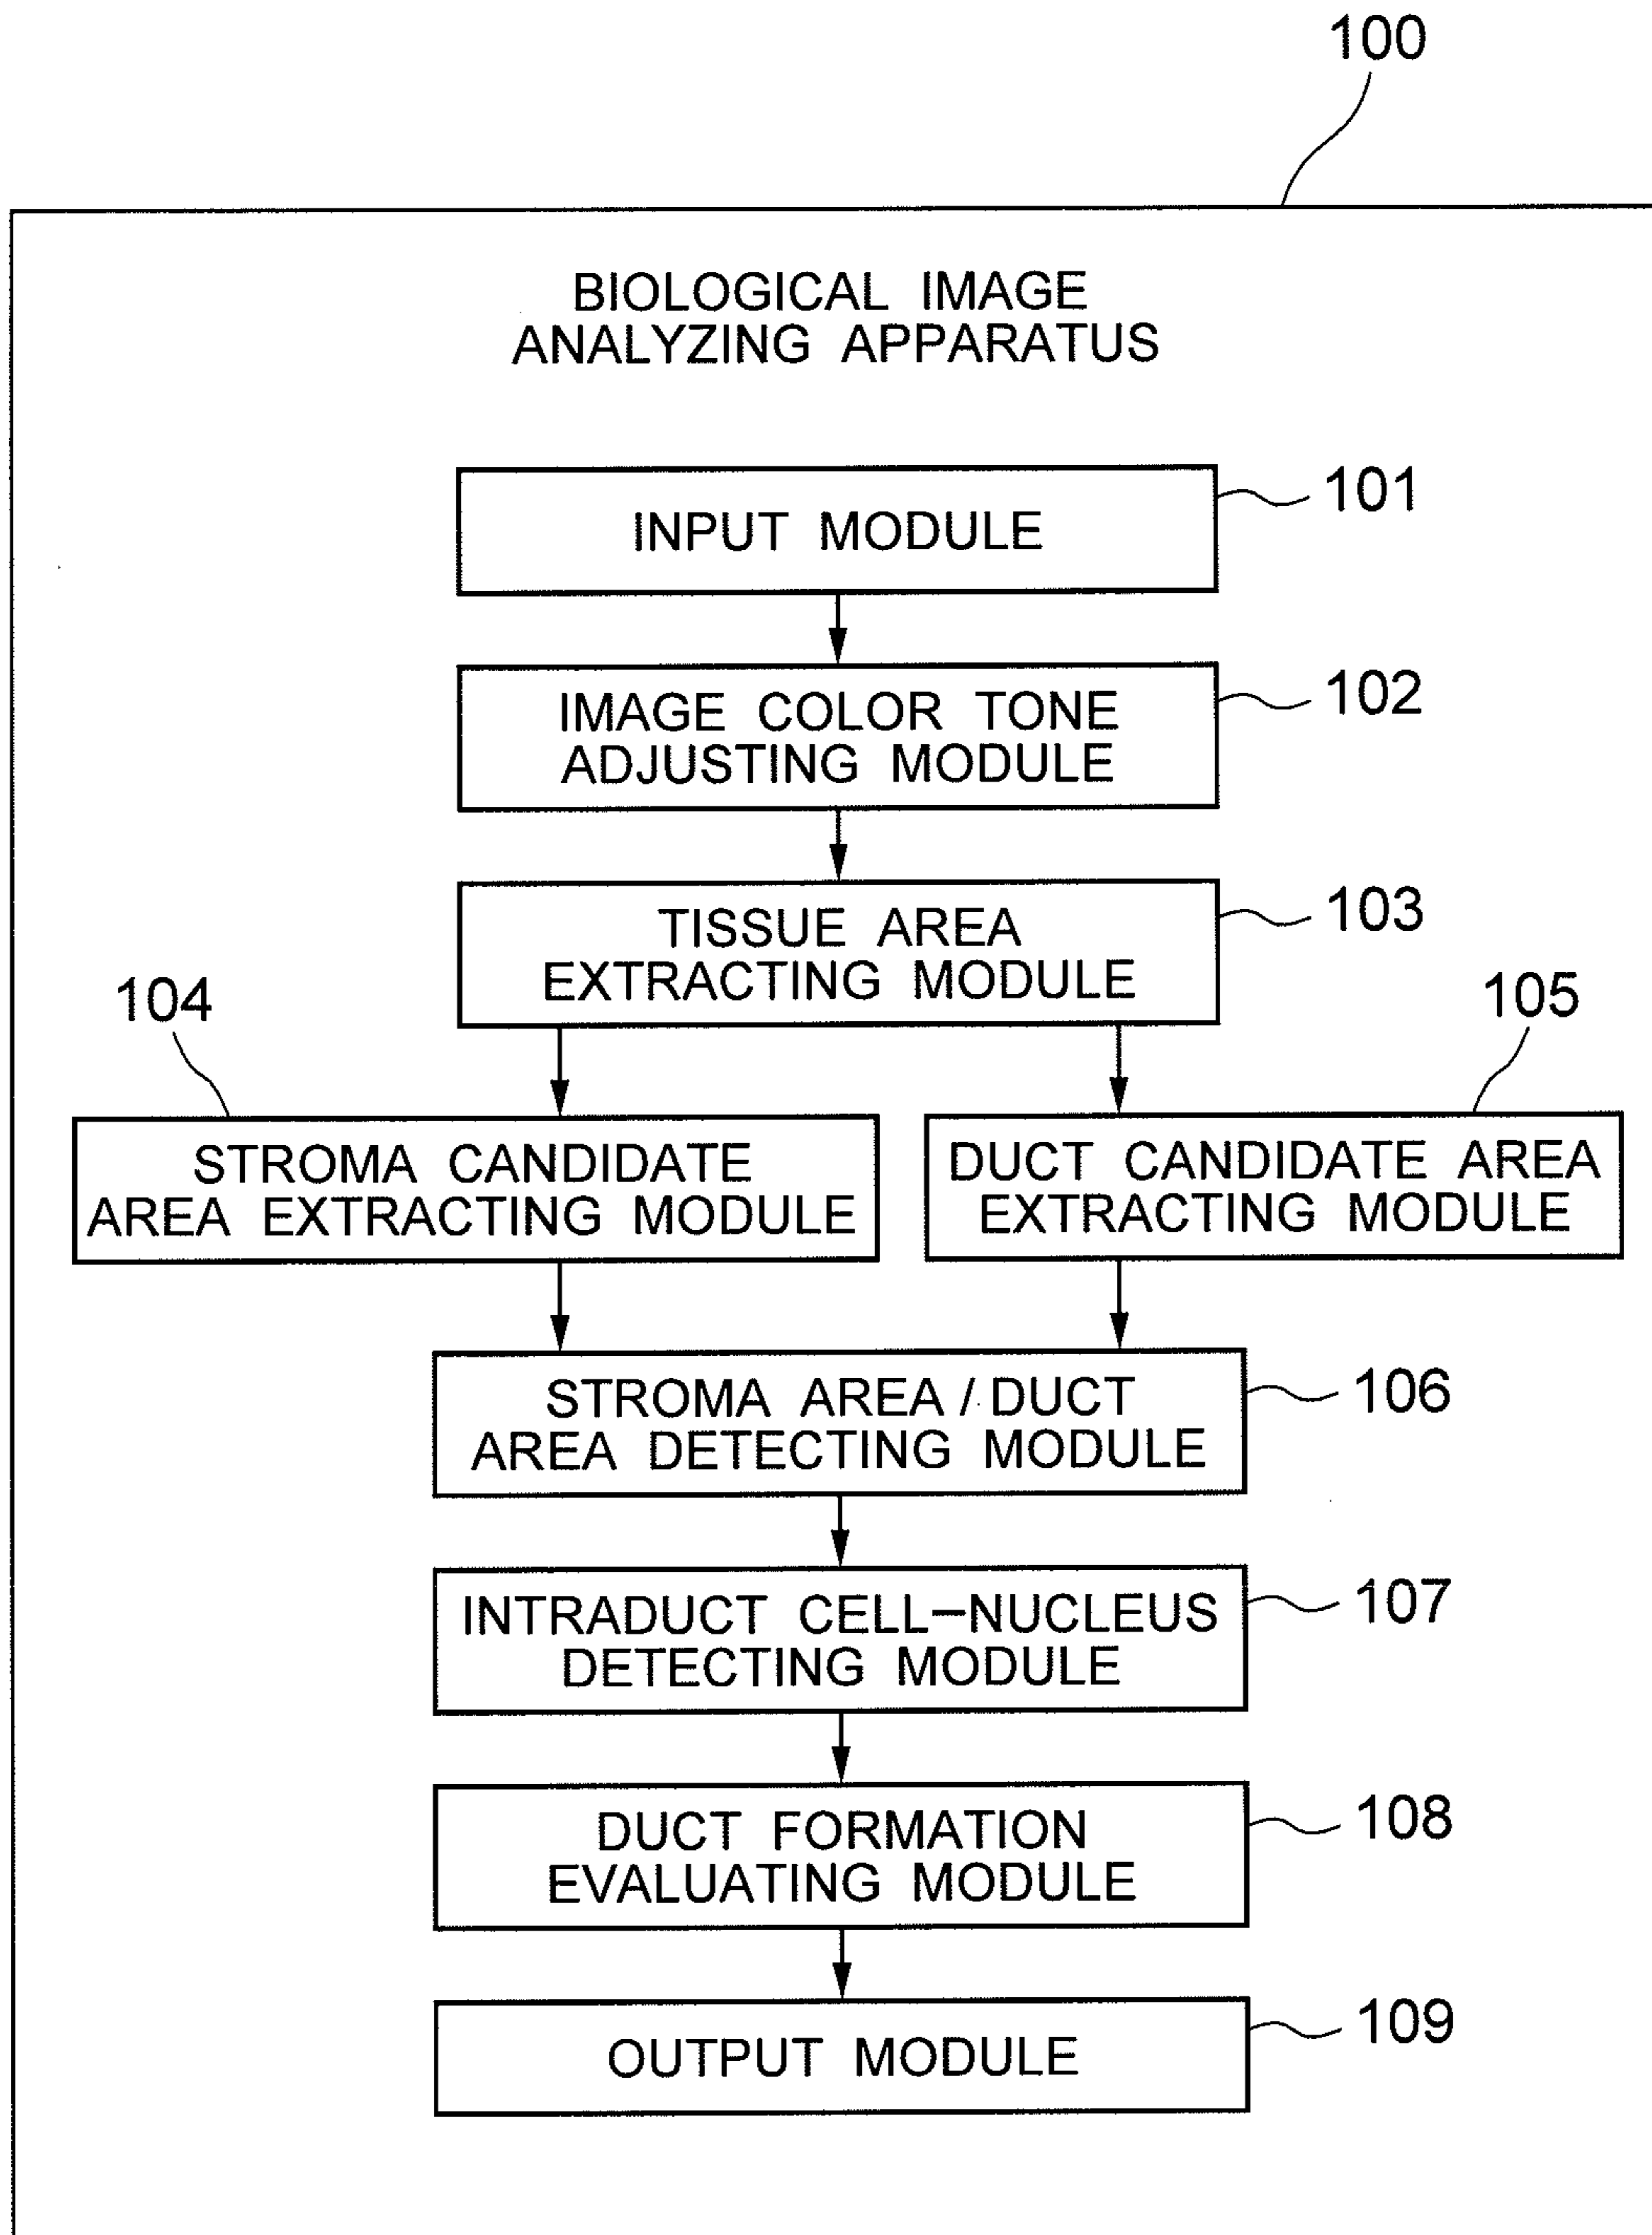 100
BIOLOGICAL IMAGE
ANALYZING APPARATUS
INPUT MODULE
101
IMAGE COLOR TONE
ADJUSTING MODULE
102
TISSUE AREA
EXTRACTING MODULE
103
104
STROMA CANDIDATE
AREA EXTRACTING MODULE
105
DUCT CANDIDATE AREA
EXTRACTING MODULE
STROMA AREA / DUCT
AREA DETECTING MODULE
106
INTRADUCT CELL–NUCLEUS
DETECTING MODULE
107
DUCT FORMATION
EVALUATING MODULE
108
OUTPUT MODULE
109